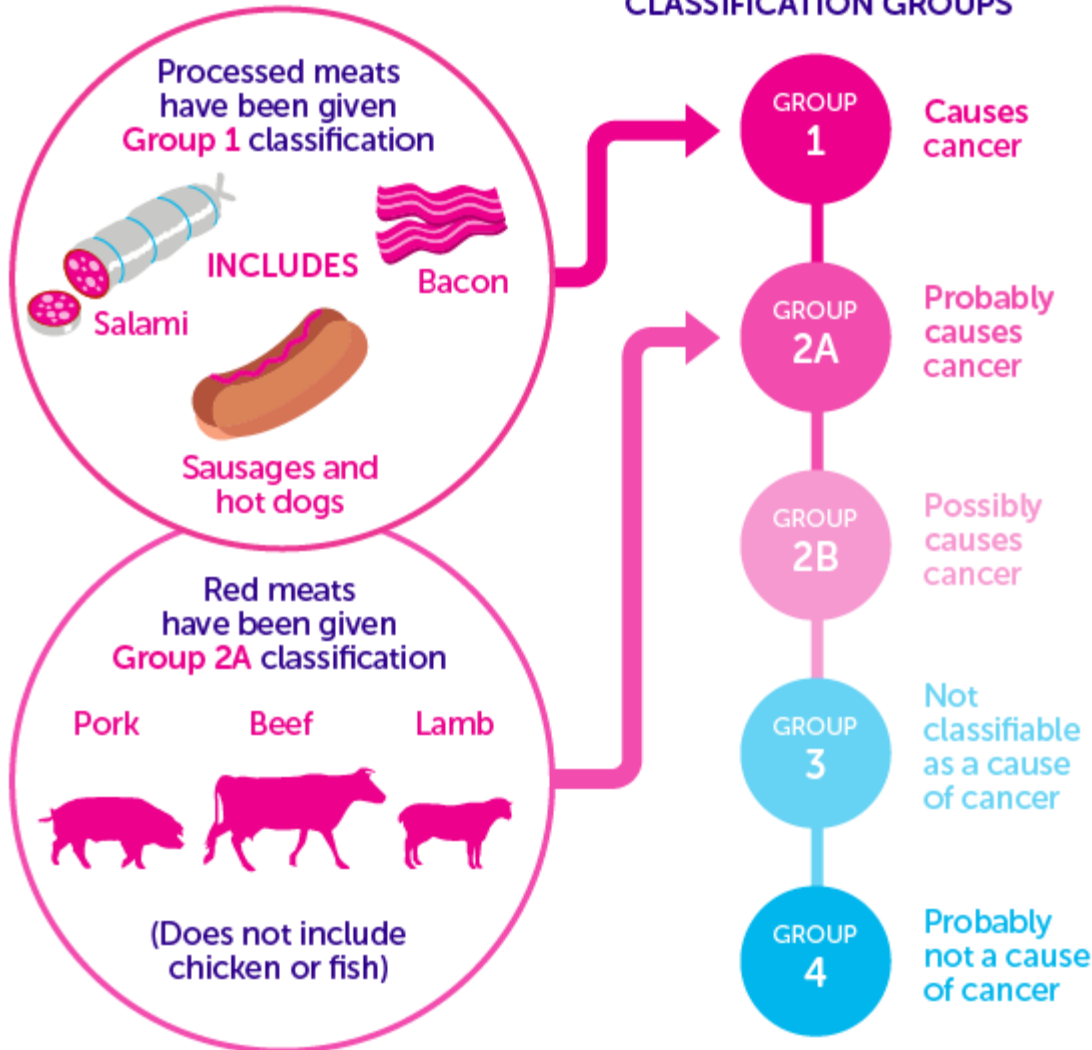 CLASSIFICATION GROUPS
Processed meats
have been given
Group 1 classification
INCLUDES
Salami
Bacon
Sausages and
hot dogs
Red meats
have been given
Group 2A classification
Pork
Beef
Lamb
(Does not include
chicken or fish)
GROUP
1
Causes
cancer
GROUP
2A
Probably
causes
cancer
GROUP
2B
Possibly
causes
cancer
GROUP
3
Not
classifiable
as a cause
of cancer
GROUP
4
Probably
not a cause
of cancer